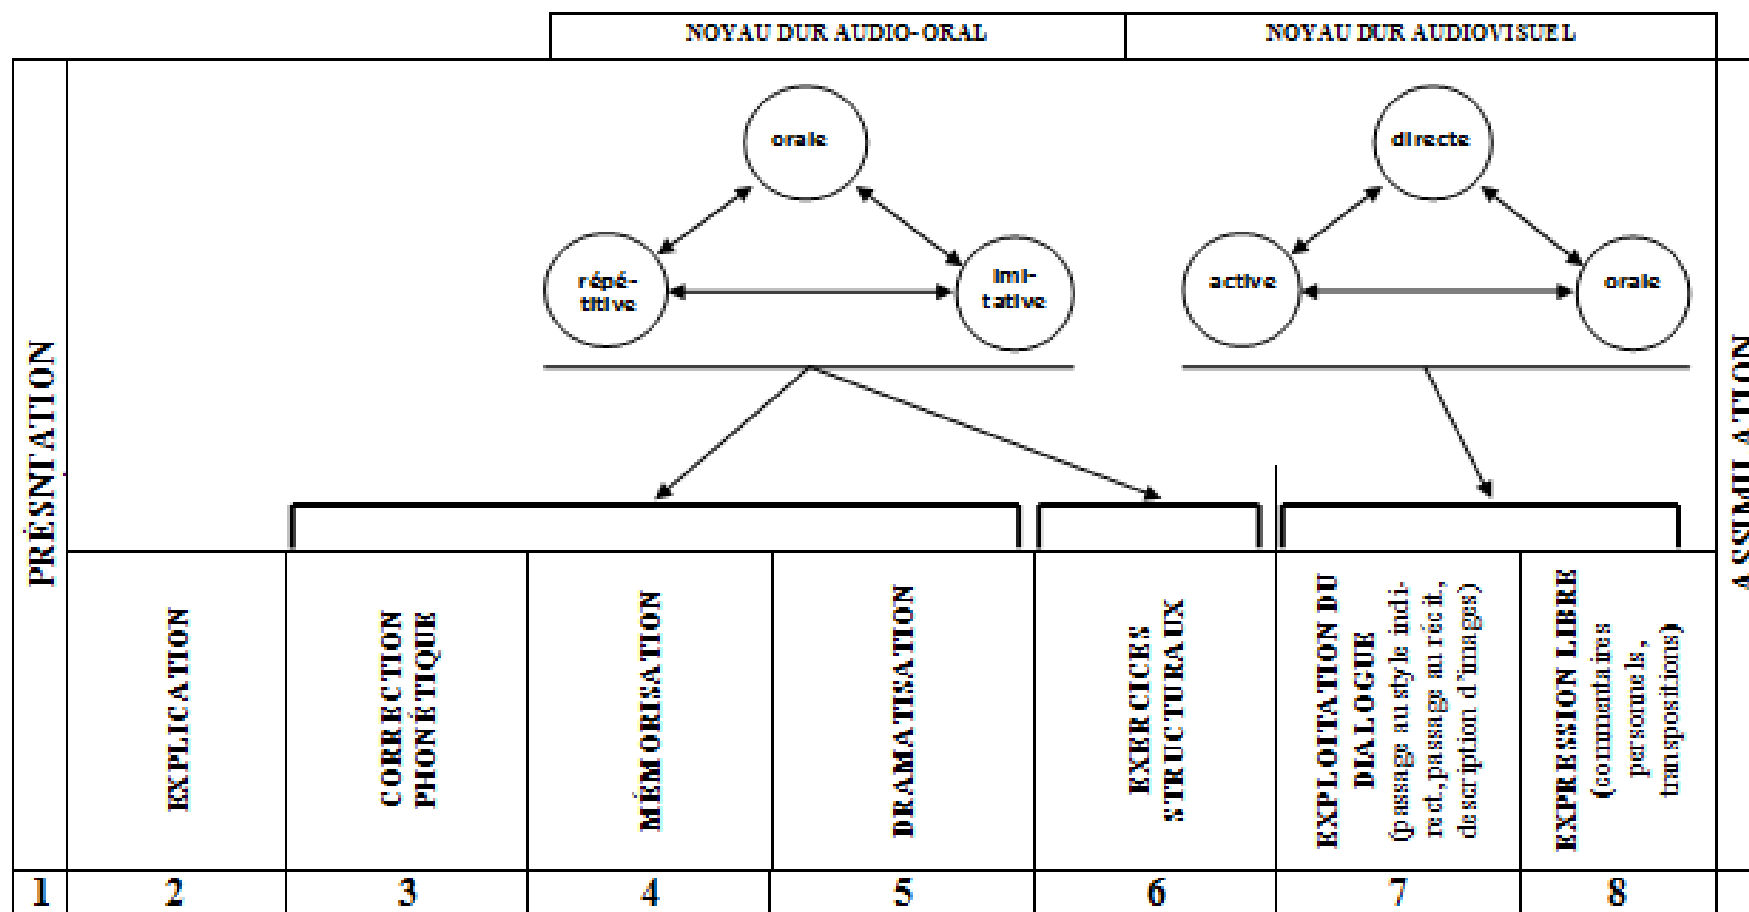 NOYAU DUR AUDIO-ORAL
NOYAU DUR AUDIOVISUEL
orale
répé-
titive
imi-
tative
directe
active
orale
PRÉSNTATION
ASSIMILATION
EXPLICATION
CORRECTION
PHONÉTIQUE
MÉMORISATION
DRAMATISATION
EXERCICES
STRUCTURAUX
EXPLOITATION DU
DIALOGUE
(passage au style indi-
rect, passage au récit,
description d'images)
EXPRESSION LIBRE
(commentaires
personnels,
transpositions)
1
2
3
4
5
6
7
8